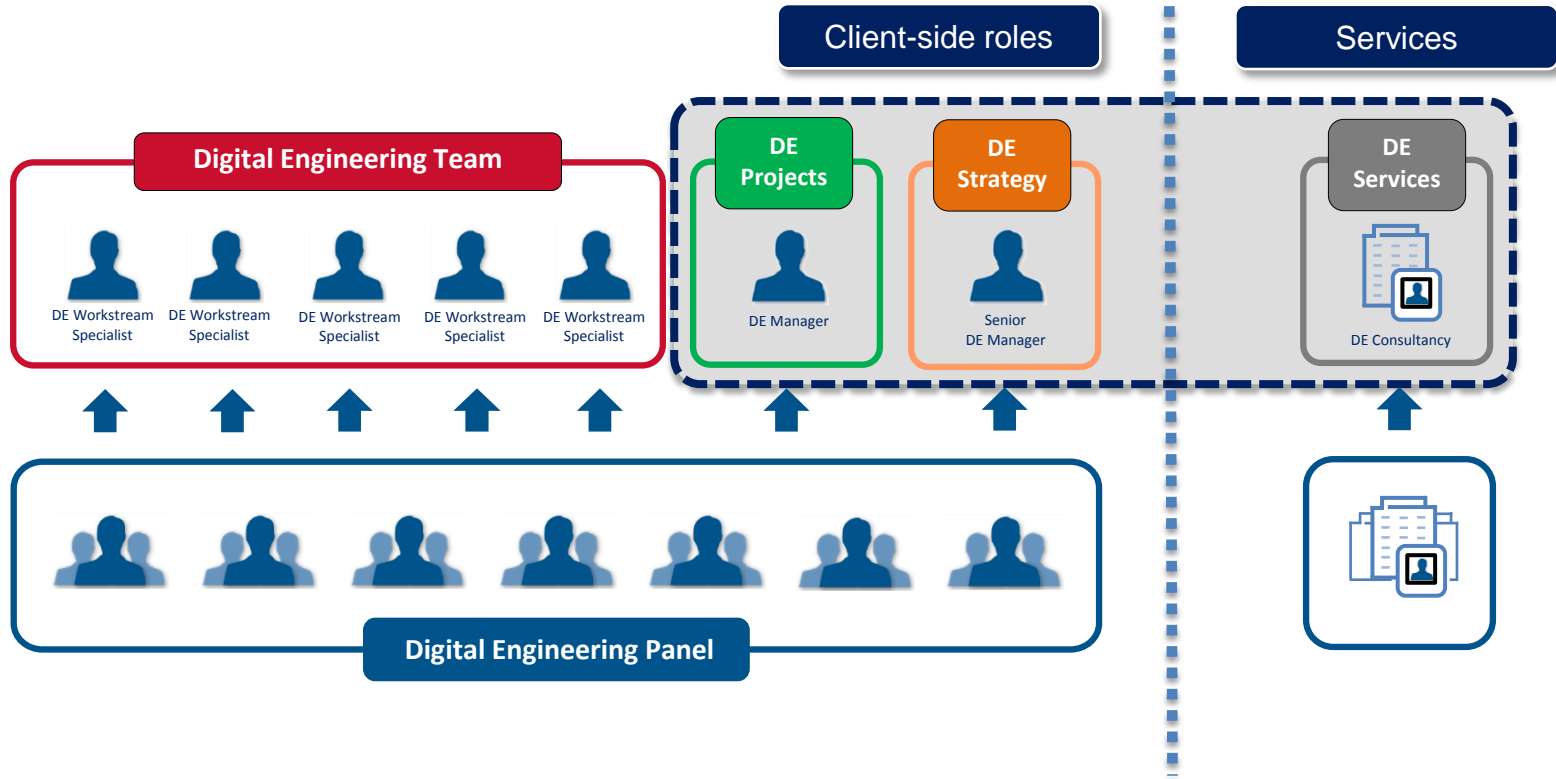 Client-side roles
Services
Digital Engineering Team
DE
Projects
DE
Strategy
DE
Services
DE Workstream
Specialist
DE Workstream
Specialist
DE Workstream
Specialist
DE Workstream
Specialist
DE Workstream
Specialist
DE Manager
Senior
DE Manager
DE Consultancy
Digital Engineering Panel